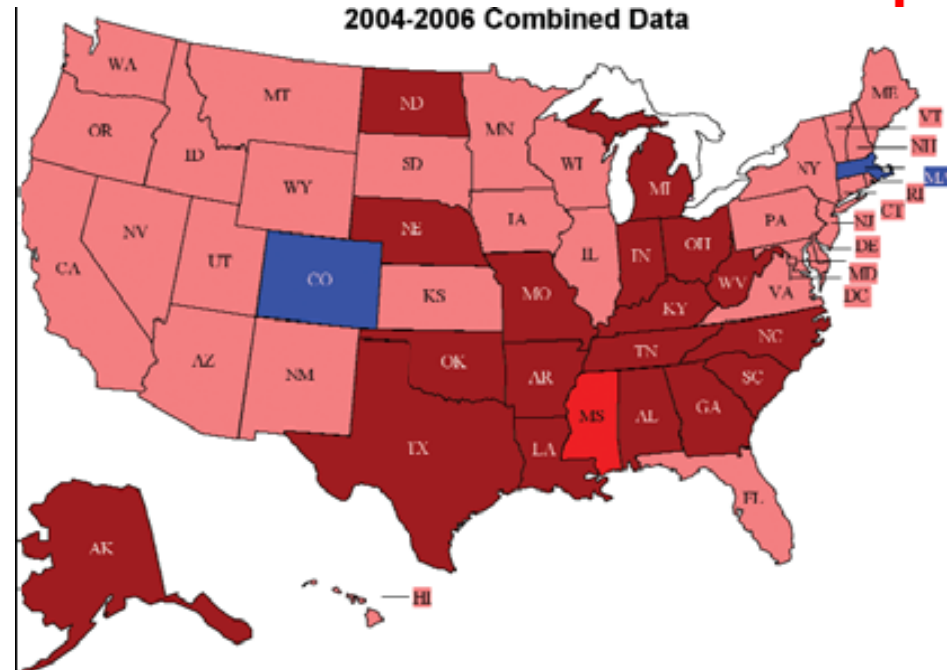 2004-2006 Combined Data
WA
MT
ND
MN
ME
VT
NH
MA
RI
CT
NJ
DE
MD
DC
OR
ID
SD
WI
NY
WY
MI
IA
PA
NE
NV
UT
CO
IL
IN
OH
CA
KS
MO
WV
VA
KY
AZ
NM
OK
TN
NC
AR
SC
MS
AL
GA
TX
LA
FL
AK
HI